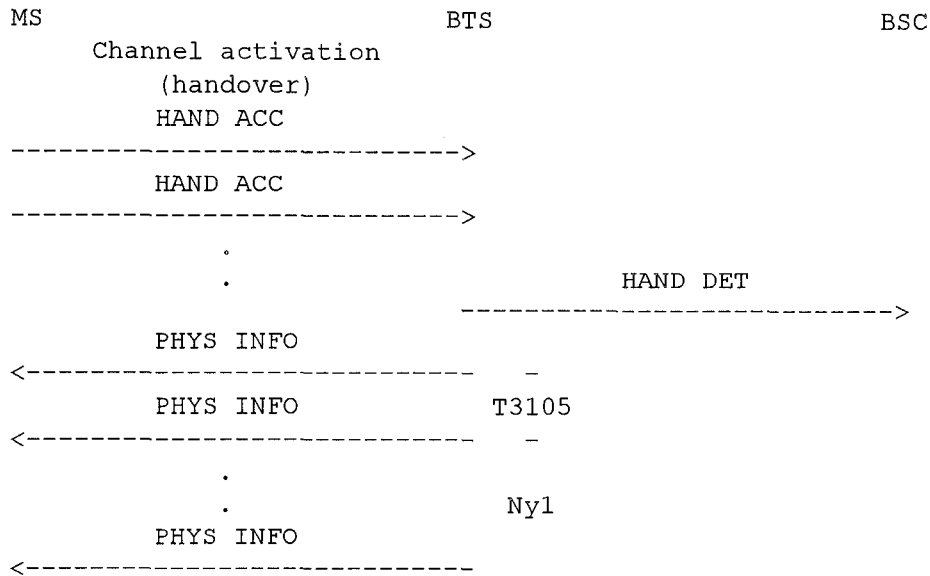 MS BTS BSC
Channel activation
(handover)
HAND ACC
---------------------------->
HAND ACC
---------------------------->
.
.
HAND DET
--------------------------->
PHYS INFO
<---------------------------- -
PHYS INFO T3105
<---------------------------- -
.
. Ny1
PHYS INFO
<----------------------------